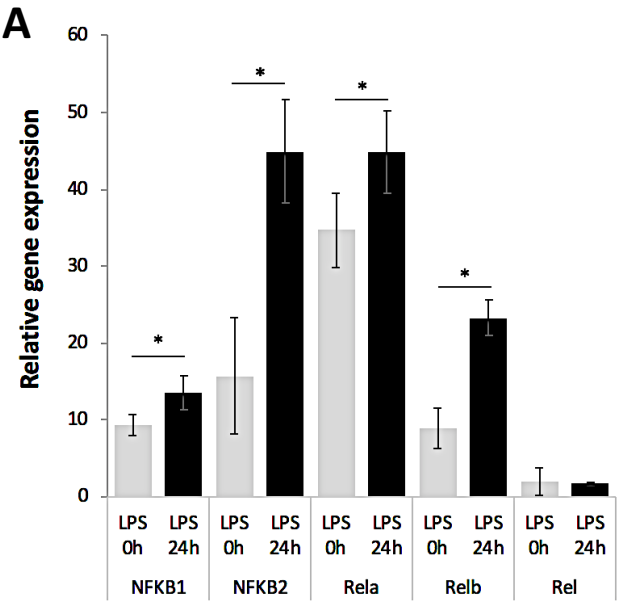 A
Relative gene expression
60
50
40
30
20
10
0
*
*
*
*
LPS LPS LPS LPS LPS LPS LPS LPS LPS LPS
0h 24h 0h 24h 0h 24h 0h 24h 0h 24h
NFKB1 NFKB2 Rela Relb Rel